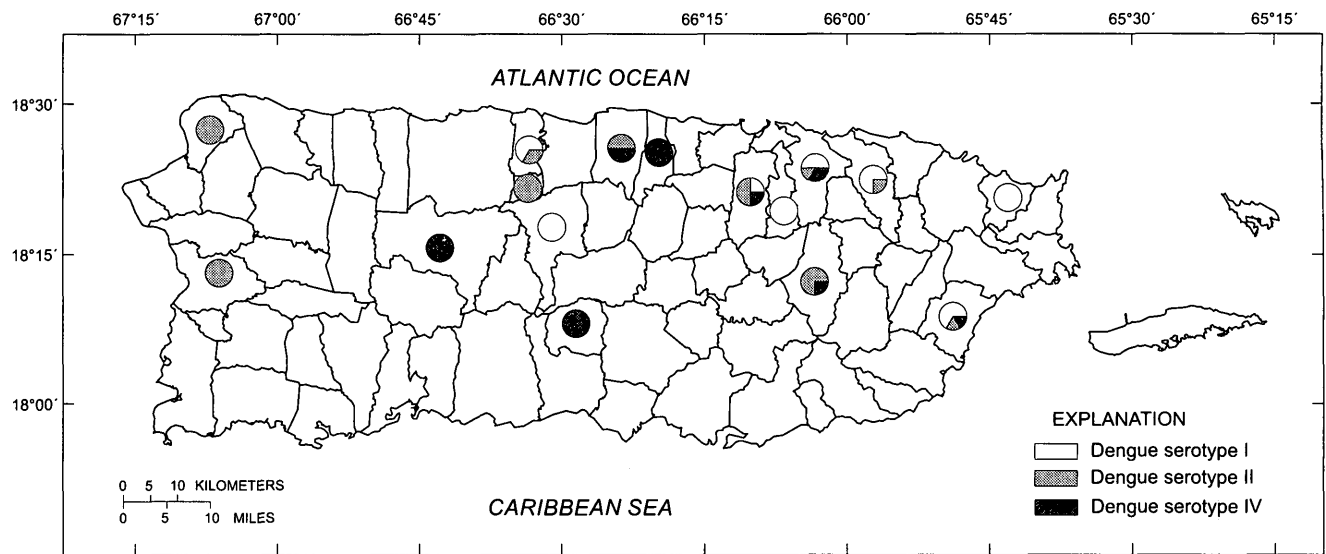 67°15′ 67°00′ 66°45′ 66°30′ 66°15′ 66°00′ 65°45′ 65°30′ 65°15′
ATLANTIC OCEAN
18°30′
18°15′
18°00′
EXPLANATION
Dengue serotype I
Dengue serotype II
Dengue serotype IV
0 5 10 KILOMETERS
0 5 10 MILES
CARIBBEAN SEA